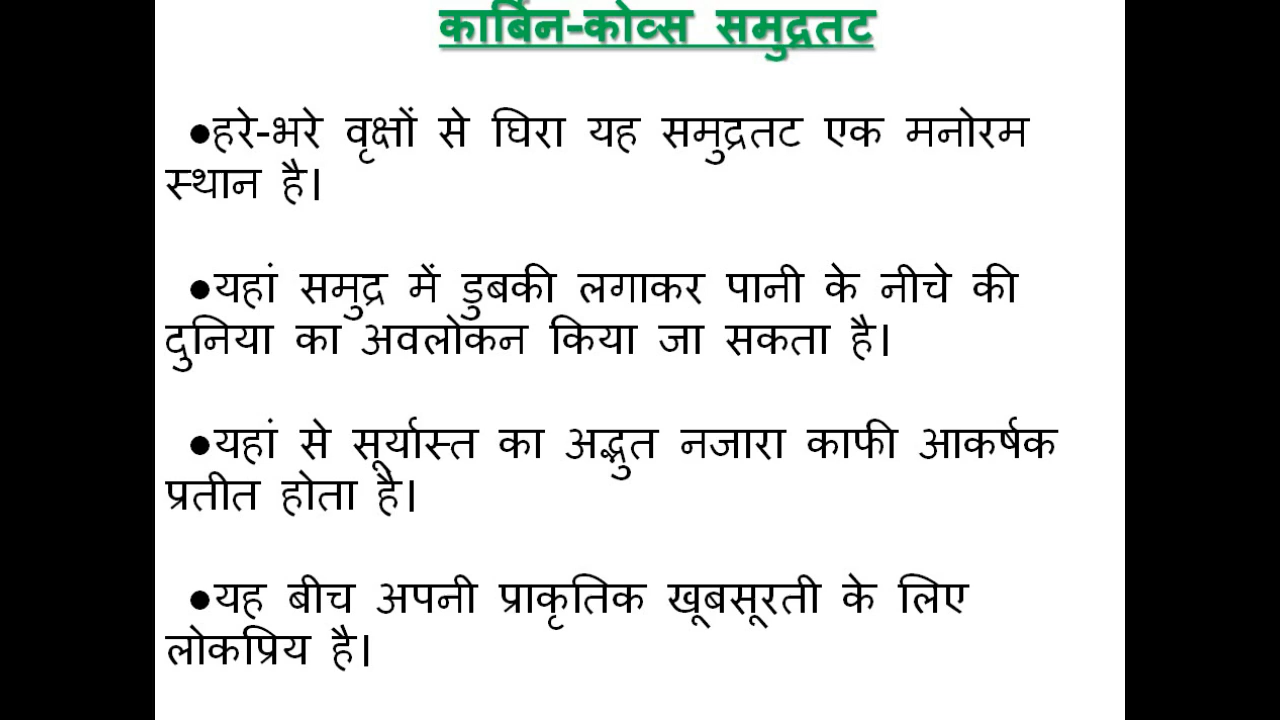 कार्बिन-कोव्स समुद्रतट
●हरे-भरे वृक्षों से घिरा यह समुद्रतट एक मनोरम
स्थान है।
●यहां समुद्र में डुबकी लगाकर पानी के नीचे की
दुनिया का अवलोकन किया जा सकता है।
●यहां से सूर्यास्त का अद्भुत नजारा काफी आकर्षक
प्रतीत होता है।
●यह बीच अपनी प्राकृतिक खूबसूरती के लिए
लोकप्रिय है।